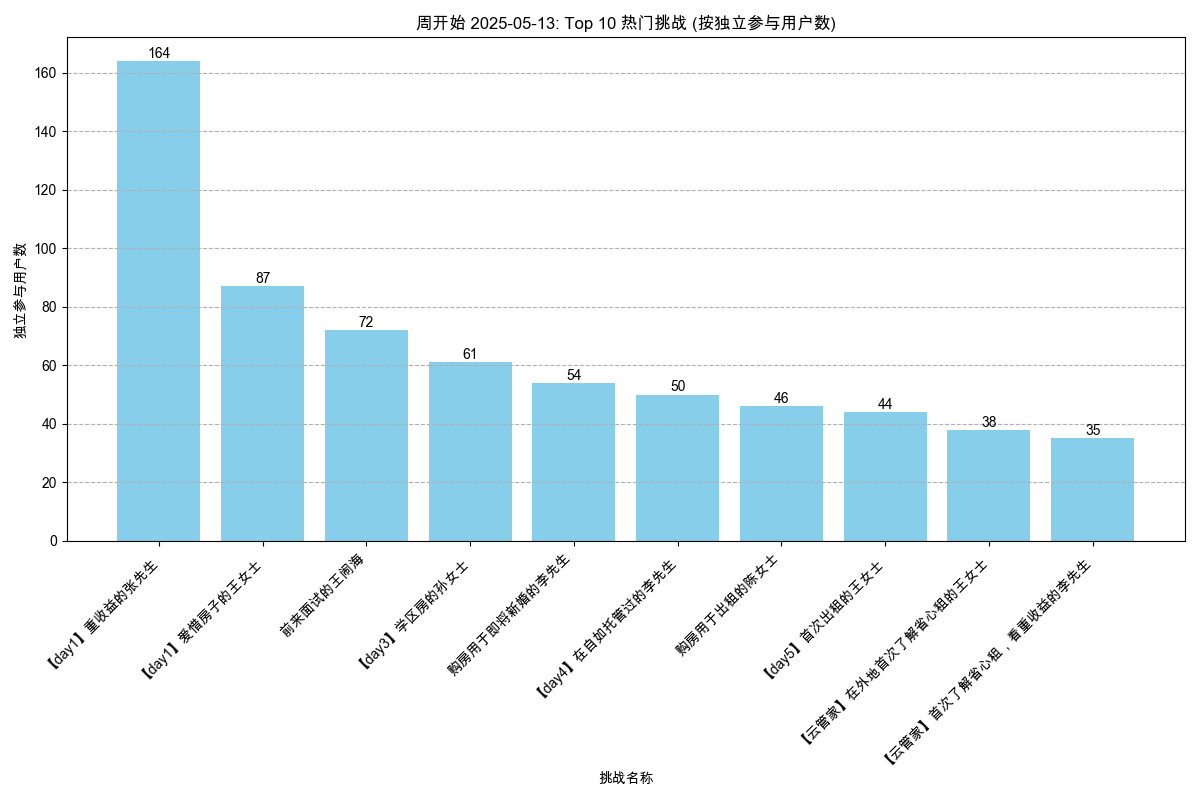 周开始 2025-05-13: Top 10 热门挑战 (按独立参与用户数)
独立参与用户数
160
140
120
100
80
60
40
20
0
164
87
72
61
54
50
46
44
38
35
【day1】重收益的张先生
【day1】爱惜房子的王女士
前来面试的王闹海
【day3】学区房的孙女士
购房用于即将新婚的李先生
【day4】在自如托管过的李先生
购房用于出租的陈女士
【day5】首次出租的王女士
【云管家】在外地首次了解省心租的王女士
【云管家】首次了解省心租，看重收益的李先生
挑战名称